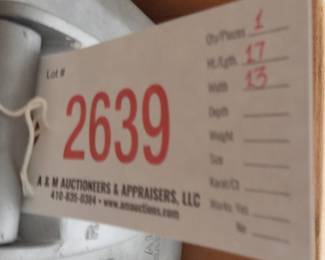 Lot #
2639
A & M AUCTIONEERS & APPRAISERS, LLC
410-835-0384 • www.amauctions.com
Qty/Pieces 1
Ht./Lgth. 17
Width 13
Depth
Weight
Size
Karat/Ct
Works: Yes
No